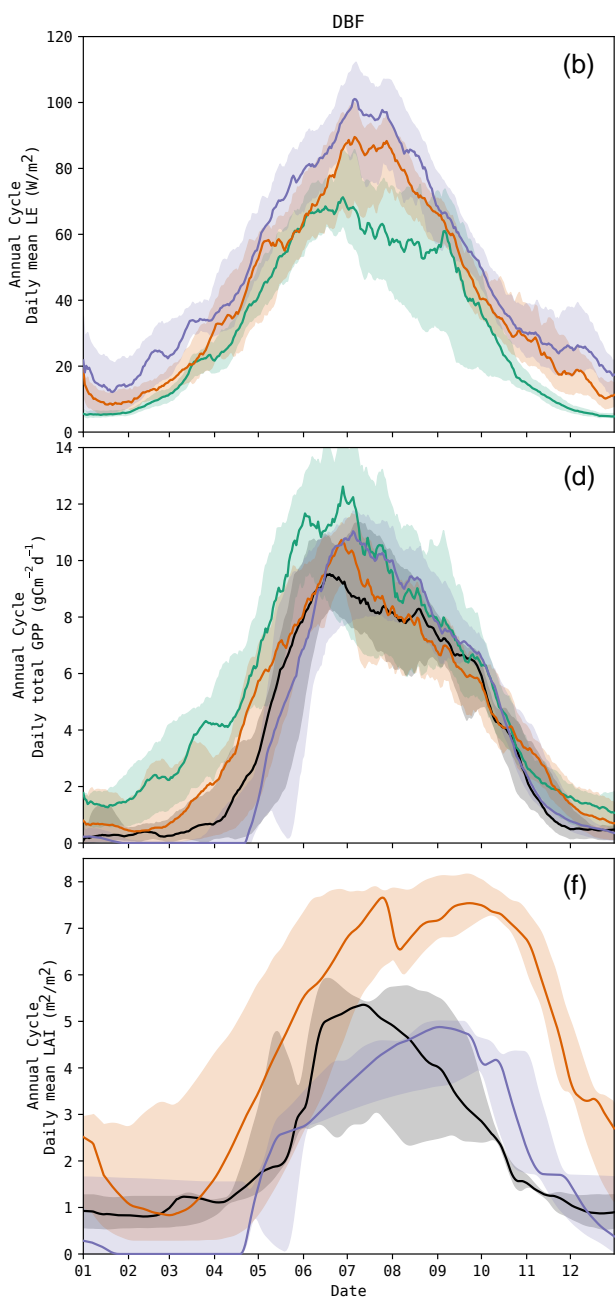 DBF
(b)
Annual Cycle
Daily mean LE (W/m²)
120
100
80
60
40
20
0
(d)
Annual Cycle
Daily total GPP (gCm⁻²d⁻¹)
14
12
10
8
6
4
2
0
(f)
Annual Cycle
Daily mean LAI (m²/m²)
8
7
6
5
4
3
2
1
0
01 02 03 04 05 06 07 08 09 10 11 12
Date